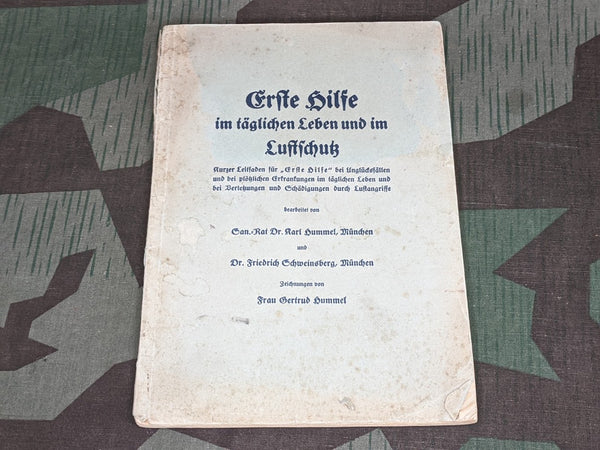 Erste Hilfe
im täglichen Leben und im
Luftschutz
Kurzer Leitfaden für „Erste Hilfe“ bei Unglücksfällen
und bei plötzlichen Erkrankungen im täglichen Leben und
bei Verletzungen und Schädigungen durch Luftangriffe
bearbeitet von
San.-Rat Dr. Karl Hummel, München
und
Dr. Friedrich Schweinsberg, München
Zeichnungen von
Frau Gertrud Hummel